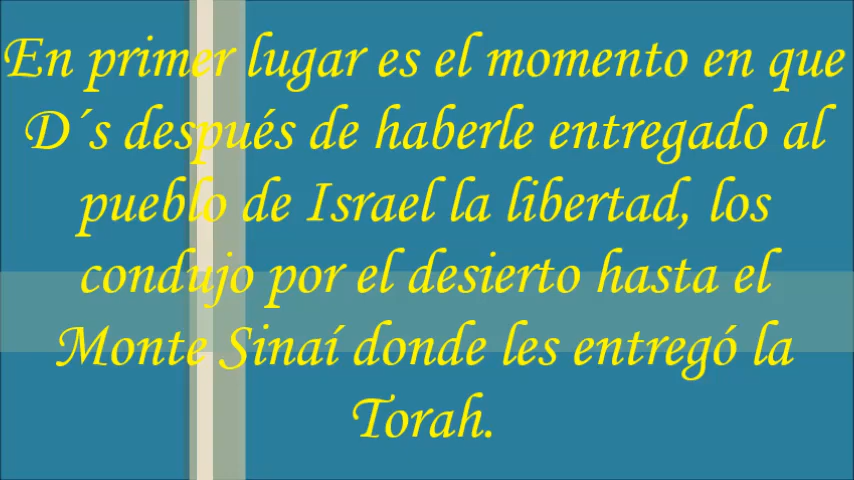 En primer lugar es el momento en que
D´s después de haberle entregado al
pueblo de Israel la libertad, los
condujo por el desierto hasta el
Monte Sinaí donde les entregó la
Torah.